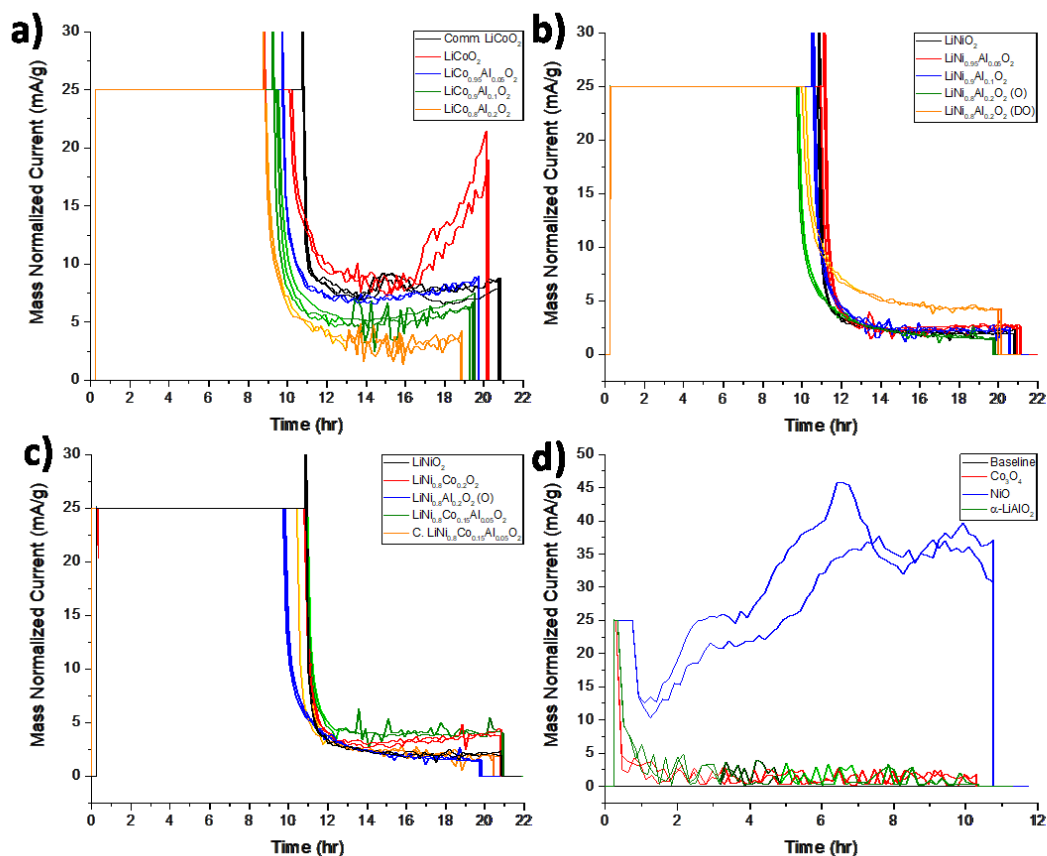 a)
Mass Normalized Current (mA/g)
30
25
20
15
10
5
0
0 2 4 6 8 10 12 14 16 18 20 22
Time (hr)
Comm. LiCoO₂
LiCoO₂
LiCo₀.₉₅Al₀.₀₅O₂
LiCo₀.₉Al₀.₁O₂
LiCo₀.₈Al₀.₂O₂
b)
Mass Normalized Current (mA/g)
30
25
20
15
10
5
0
0 2 4 6 8 10 12 14 16 18 20 22
Time (hr)
LiNiO₂
LiNi₀.₉₅Al₀.₀₅O₂
LiNi₀.₉Al₀.₁O₂
LiNi₀.₈Al₀.₂O₂ (O)
LiNi₀.₈Al₀.₂O₂ (DO)
c)
Mass Normalized Current (mA/g)
30
25
20
15
10
5
0
0 2 4 6 8 10 12 14 16 18 20 22
Time (hr)
LiNiO₂
LiNi₀.₈Co₀.₂O₂
LiNi₀.₈Al₀.₂O₂ (O)
LiNi₀.₈Co₀.₁₅Al₀.₀₅O₂
C. LiNi₀.₈Co₀.₁₅Al₀.₀₅O₂
d)
Mass Normalized Current (mA/g)
50
45
40
35
30
25
20
15
10
5
0
0 2 4 6 8 10 12
Time (hr)
Baseline
Co₃O₄
NiO
α-LiAlO₂